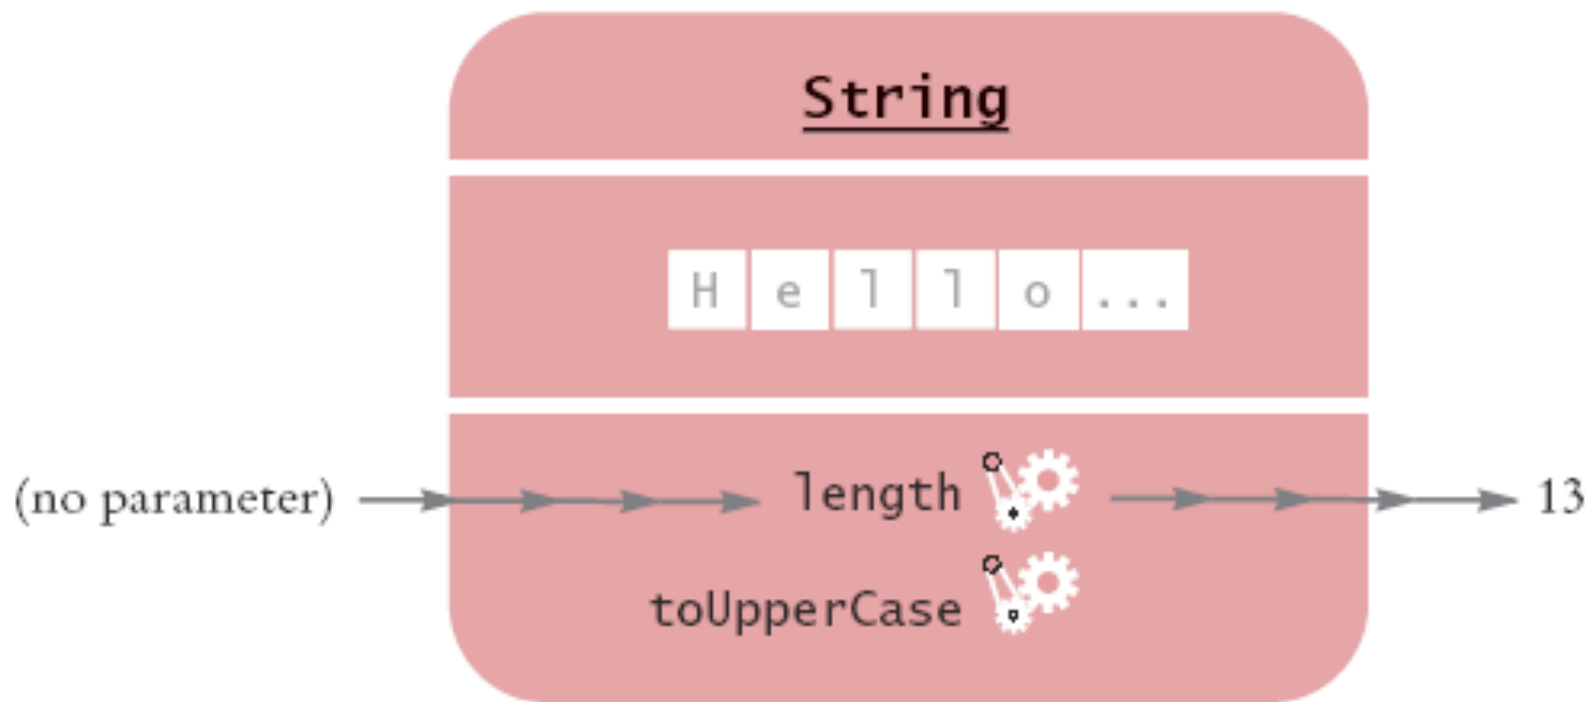 String
H e l l o ...
(no parameter) length 13
toUpperCase